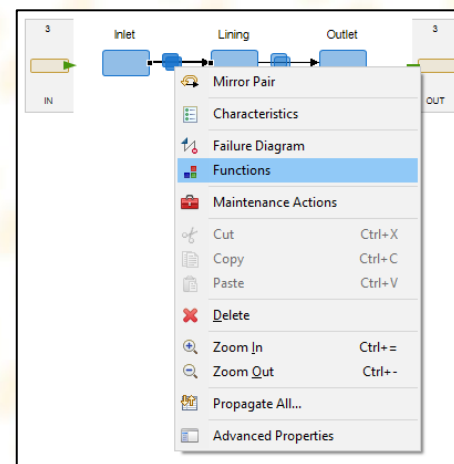 3
Inlet
Lining
Outlet
3
IN
OUT
Mirror Pair
Characteristics
Failure Diagram
Functions
Maintenance Actions
Cut Ctrl+X
Copy Ctrl+C
Paste Ctrl+V
Delete
Zoom In Ctrl+=
Zoom Out Ctrl+-
Propagate All...
Advanced Properties